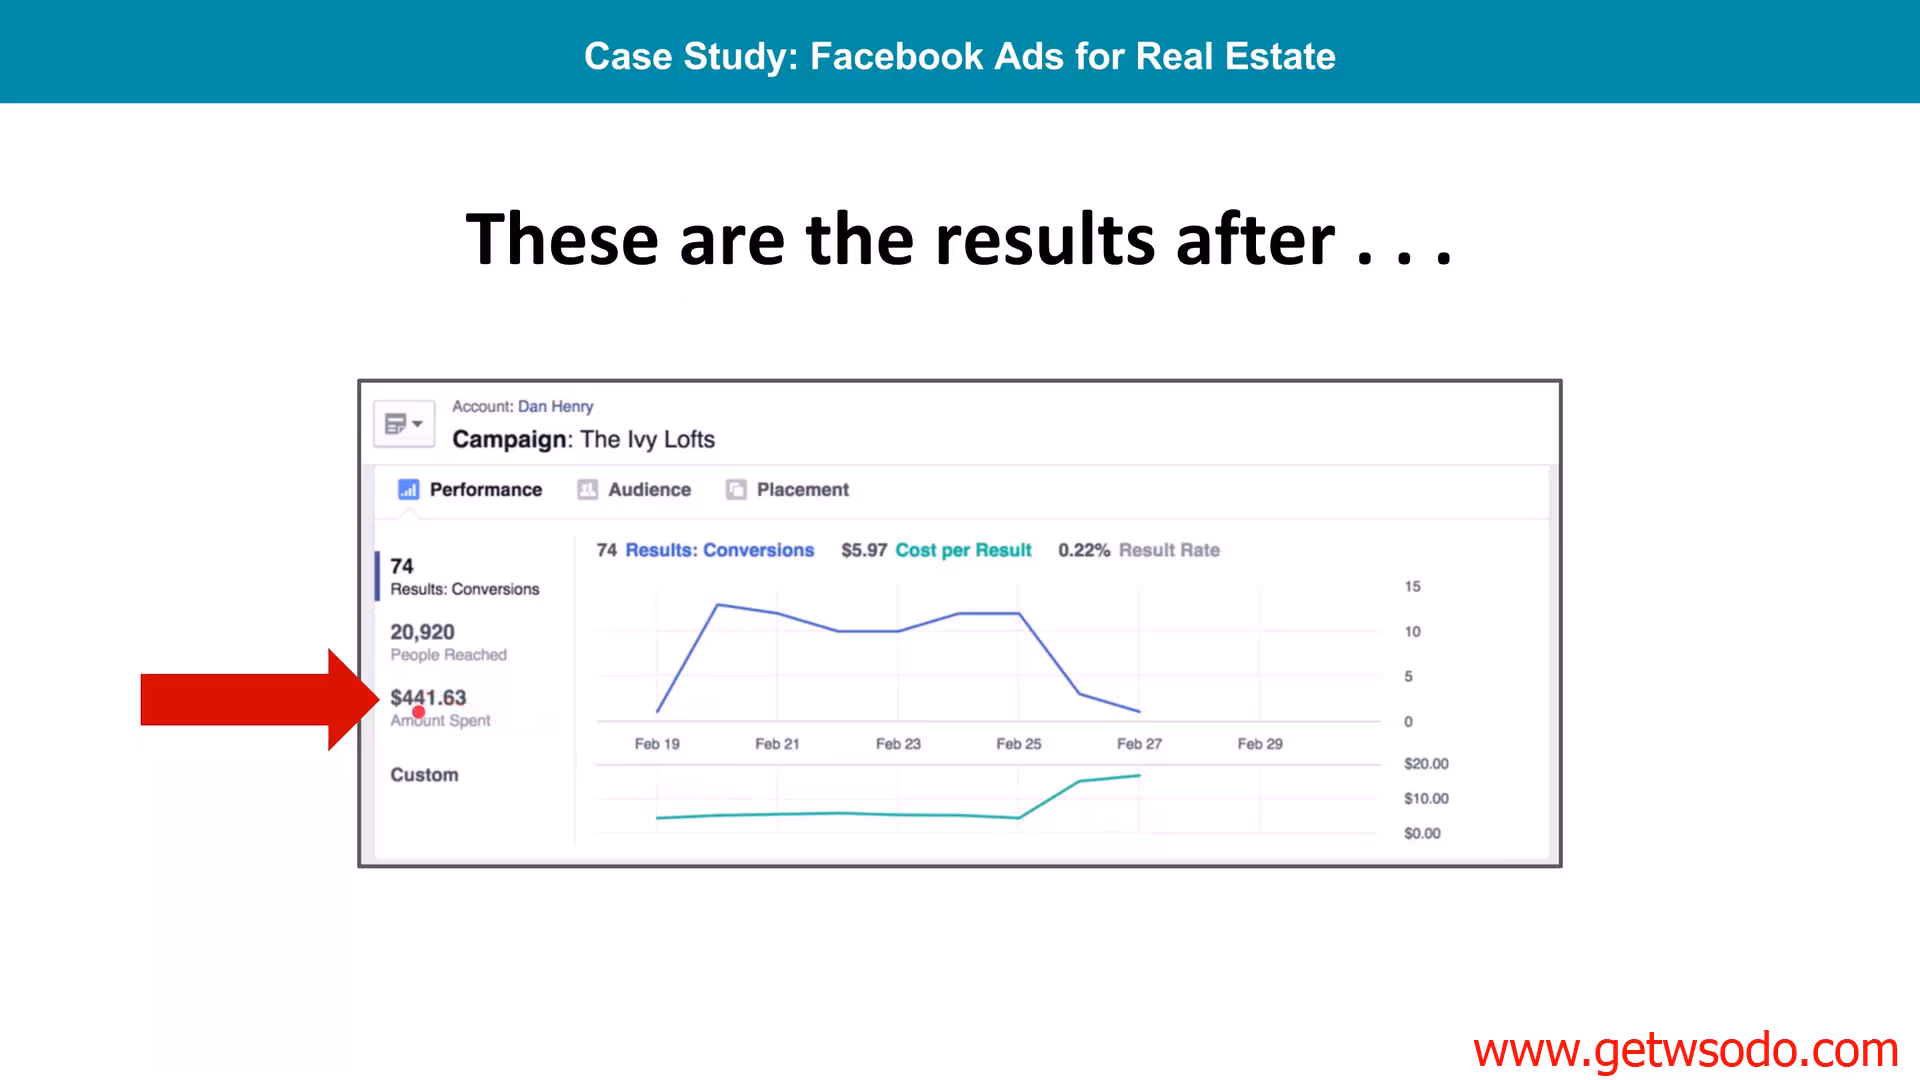 Case Study: Facebook Ads for Real Estate
These are the results after . . .
Account: Dan Henry
Campaign: The Ivy Lofts
Performance Audience Placement
74 Results: Conversions $5.97 Cost per Result 0.22% Result Rate
74
Results: Conversions
20,920
People Reached
$441.63
Amount Spent
Custom
15
10
5
0
Feb 19 Feb 21 Feb 23 Feb 25 Feb 27 Feb 29
$20.00
$10.00
$0.00
www.getwsodo.com